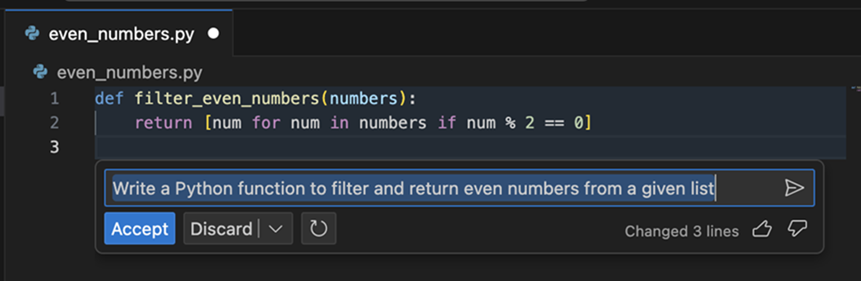 even_numbers.py
even_numbers.py
1 def filter_even_numbers(numbers):
2     return [num for num in numbers if num % 2 == 0]
3
Write a Python function to filter and return even numbers from a given list
Accept Discard Changed 3 lines